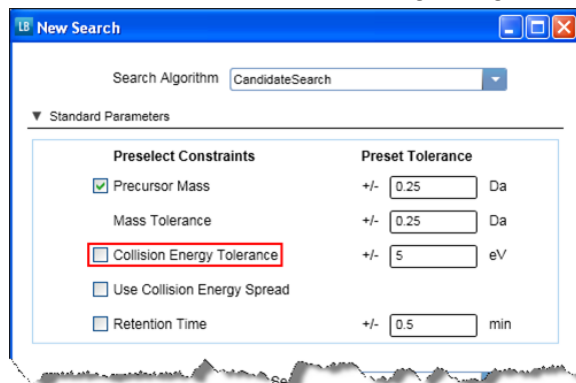 LB New Search
Search Algorithm CandidateSearch
Standard Parameters
Preselect Constraints Preset Tolerance
Precursor Mass +/- 0.25 Da
Mass Tolerance +/- 0.25 Da
Collision Energy Tolerance +/- 5 eV
Use Collision Energy Spread
Retention Time +/- 0.5 min